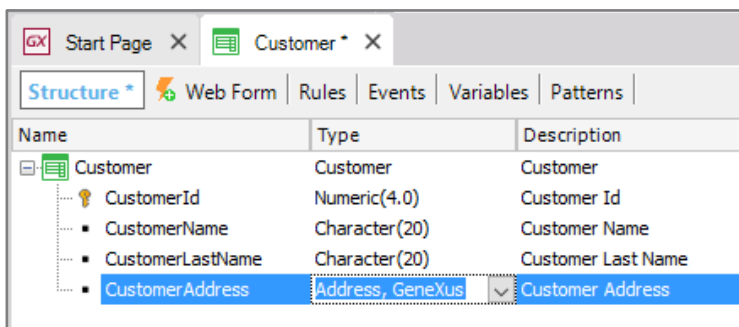 GX Start Page X Customer * X
Structure * Web Form Rules Events Variables Patterns
Name Type Description
Customer Customer Customer
CustomerId Numeric(4.0) Customer Id
CustomerName Character(20) Customer Name
CustomerLastName Character(20) Customer Last Name
CustomerAddress Address, GeneXus Customer Address